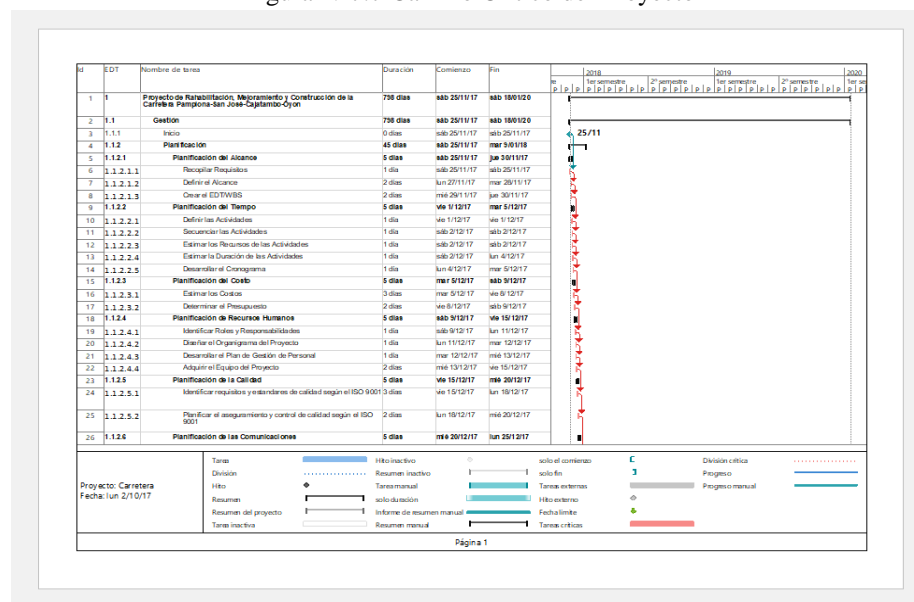 Id EDT Nombre de tarea Duración Comienzo Fin 2018 2019 2020
1er semestre 2º semestre 1er semestre 2º semestre 1er se
p p p p p p p p p p p p p p p p p p
1 1 Proyecto de Rahabilitación, Mejoramiento y Construcción de la Carretera Pamplona-San José-Cajatambo-Oyon 798 días sáb 25/11/17 sáb 18/01/20
2 1.1 Gestión 798 días sáb 25/11/17 sáb 18/01/20
3 1.1.1 Inicio 0 días sáb 25/11/17 sáb 25/11/17 25/11
4 1.1.2 Planificación 45 días sáb 25/11/17 mar 9/01/18
5 1.1.2.1 Planificación del Alcance 5 días sáb 25/11/17 jue 30/11/17
6 1.1.2.1.1 Recopilar Requisitos 1 día sáb 25/11/17 sáb 25/11/17
7 1.1.2.1.2 Definir el Alcance 2 días lun 27/11/17 mar 28/11/17
8 1.1.2.1.3 Crear el EDT/WBS 2 días mié 29/11/17 jue 30/11/17
9 1.1.2.2 Planificación del Tiempo 5 días vie 1/12/17 mar 5/12/17
10 1.1.2.2.1 Definir las Actividades 1 día vie 1/12/17 vie 1/12/17
11 1.1.2.2.2 Secuenciar las Actividades 1 día sáb 2/12/17 sáb 2/12/17
12 1.1.2.2.3 Estimar los Recursos de las Actividades 1 día sáb 2/12/17 sáb 2/12/17
13 1.1.2.2.4 Estimar la Duración de las Actividades 1 día sáb 2/12/17 lun 4/12/17
14 1.1.2.2.5 Desarrollar el Cronograma 1 día lun 4/12/17 mar 5/12/17
15 1.1.2.3 Planificación del Costo 5 días mar 5/12/17 sáb 9/12/17
16 1.1.2.3.1 Estimar los Costos 3 días mar 5/12/17 vie 8/12/17
17 1.1.2.3.2 Determinar el Presupuesto 2 días vie 8/12/17 sáb 9/12/17
18 1.1.2.4 Planificación de Recursos Humanos 5 días sáb 9/12/17 vie 15/12/17
19 1.1.2.4.1 Identificar Roles y Responsabilidades 1 día sáb 9/12/17 lun 11/12/17
20 1.1.2.4.2 Diseñar el Organigrama del Proyecto 1 día lun 11/12/17 mar 12/12/17
21 1.1.2.4.3 Desarrollar el Plan de Gestión de Personal 1 día mar 12/12/17 mié 13/12/17
22 1.1.2.4.4 Adquirir el Equipo del Proyecto 2 días mié 13/12/17 vie 15/12/17
23 1.1.2.5 Planificación de la Calidad 5 días vie 15/12/17 mié 20/12/17
24 1.1.2.5.1 Identificar requisitos y estandares de calidad según el ISO 9001 3 días vie 15/12/17 lun 18/12/17
25 1.1.2.5.2 Planificar el aseguramiento y control de calidad según el ISO 9001 2 días lun 18/12/17 mié 20/12/17
26 1.1.2.6 Planificación de las Comunicaciones 5 días mié 20/12/17 lun 25/12/17
Proyecto: Carretera
Fecha: lun 2/10/17
Tarea Hito inactivo solo el comienzo División crítica
División Resumen inactivo solo fin Progreso
Hito Tarea manual Tareas externas Progreso manual
Resumen solo duración Hito externo
Resumen del proyecto Informe de resumen manual Fecha límite
Tarea inactiva Resumen manual Tareas críticas
Página 1